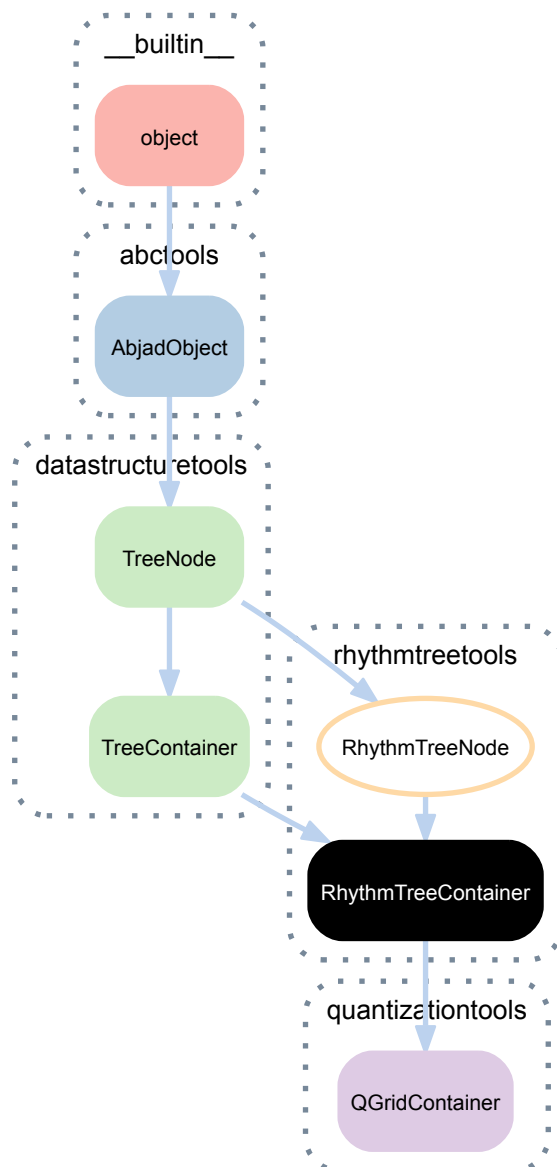 __builtin__
object
abctools
AbjadObject
datastructuretools
TreeNode
rhythmtreetools
TreeContainer
RhythmTreeNode
RhythmTreeContainer
quantizationtools
QGridContainer